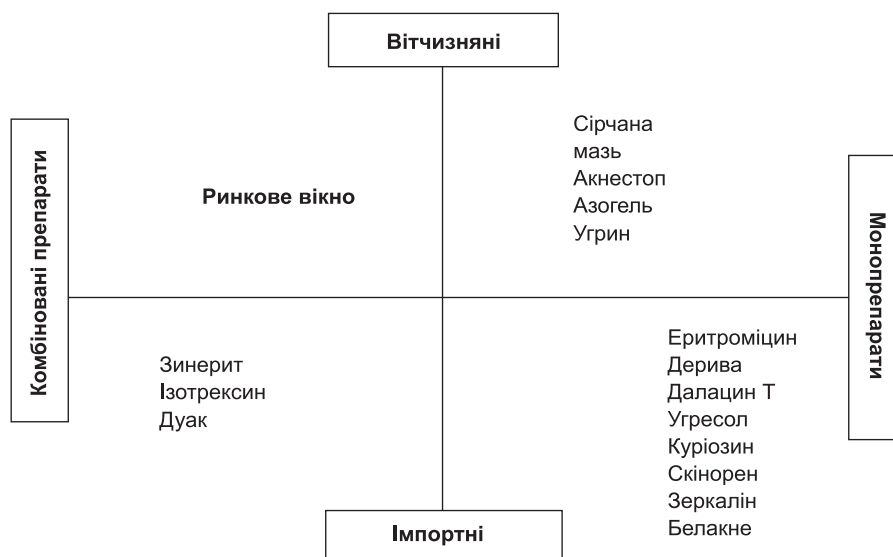 Вітчизняні
Комбіновані препарати
Ринкове вікно
Сірчана
мазь
Акнестоп
Азогель
Угрин
Монопрепарати
Зинерит
Ізотрексин
Дуак
Еритроміцин
Дерива
Далацин Т
Угресол
Куріозин
Скінорен
Зеркалін
Белакне
Імпортні